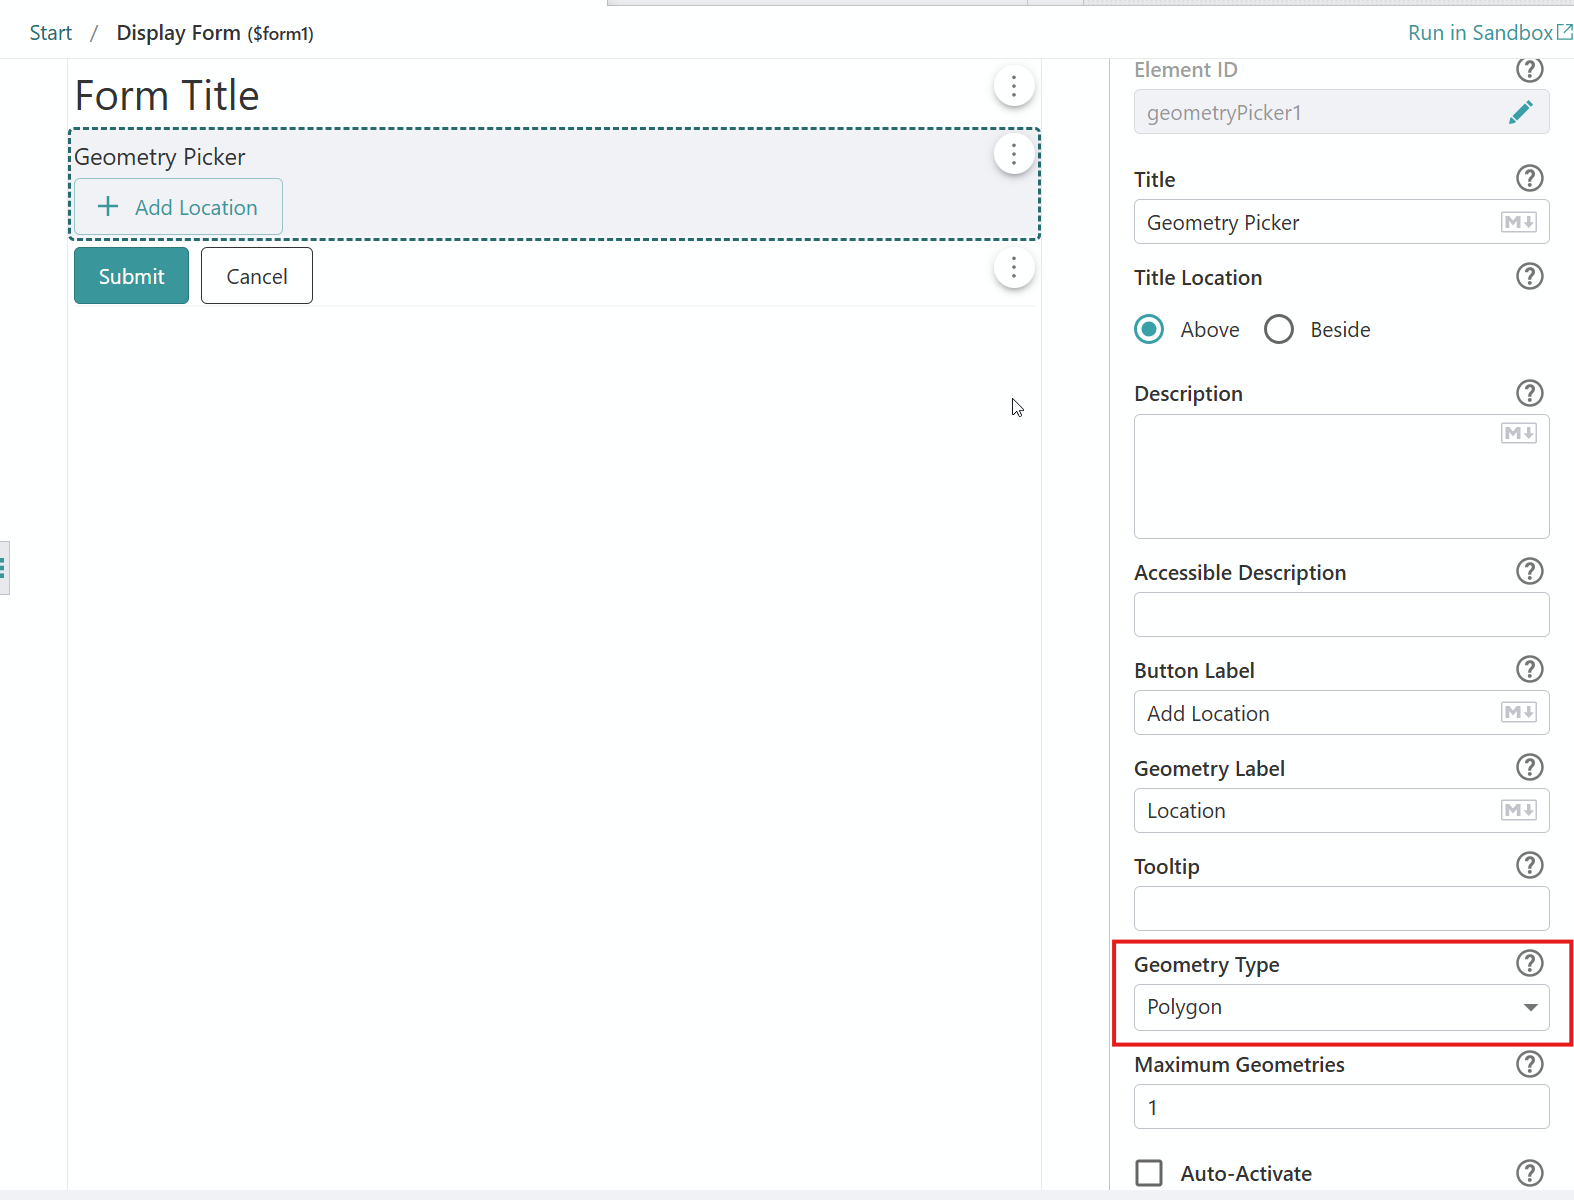 Start / Display Form ($form1)
Run in Sandbox
Form Title
Geometry Picker
+ Add Location
Submit
Cancel
Element ID
geometryPicker1
Title
Geometry Picker
Title Location
Above
Beside
Description
Accessible Description
Button Label
Add Location
Geometry Label
Location
Tooltip
Geometry Type
Polygon
Maximum Geometries
1
Auto-Activate